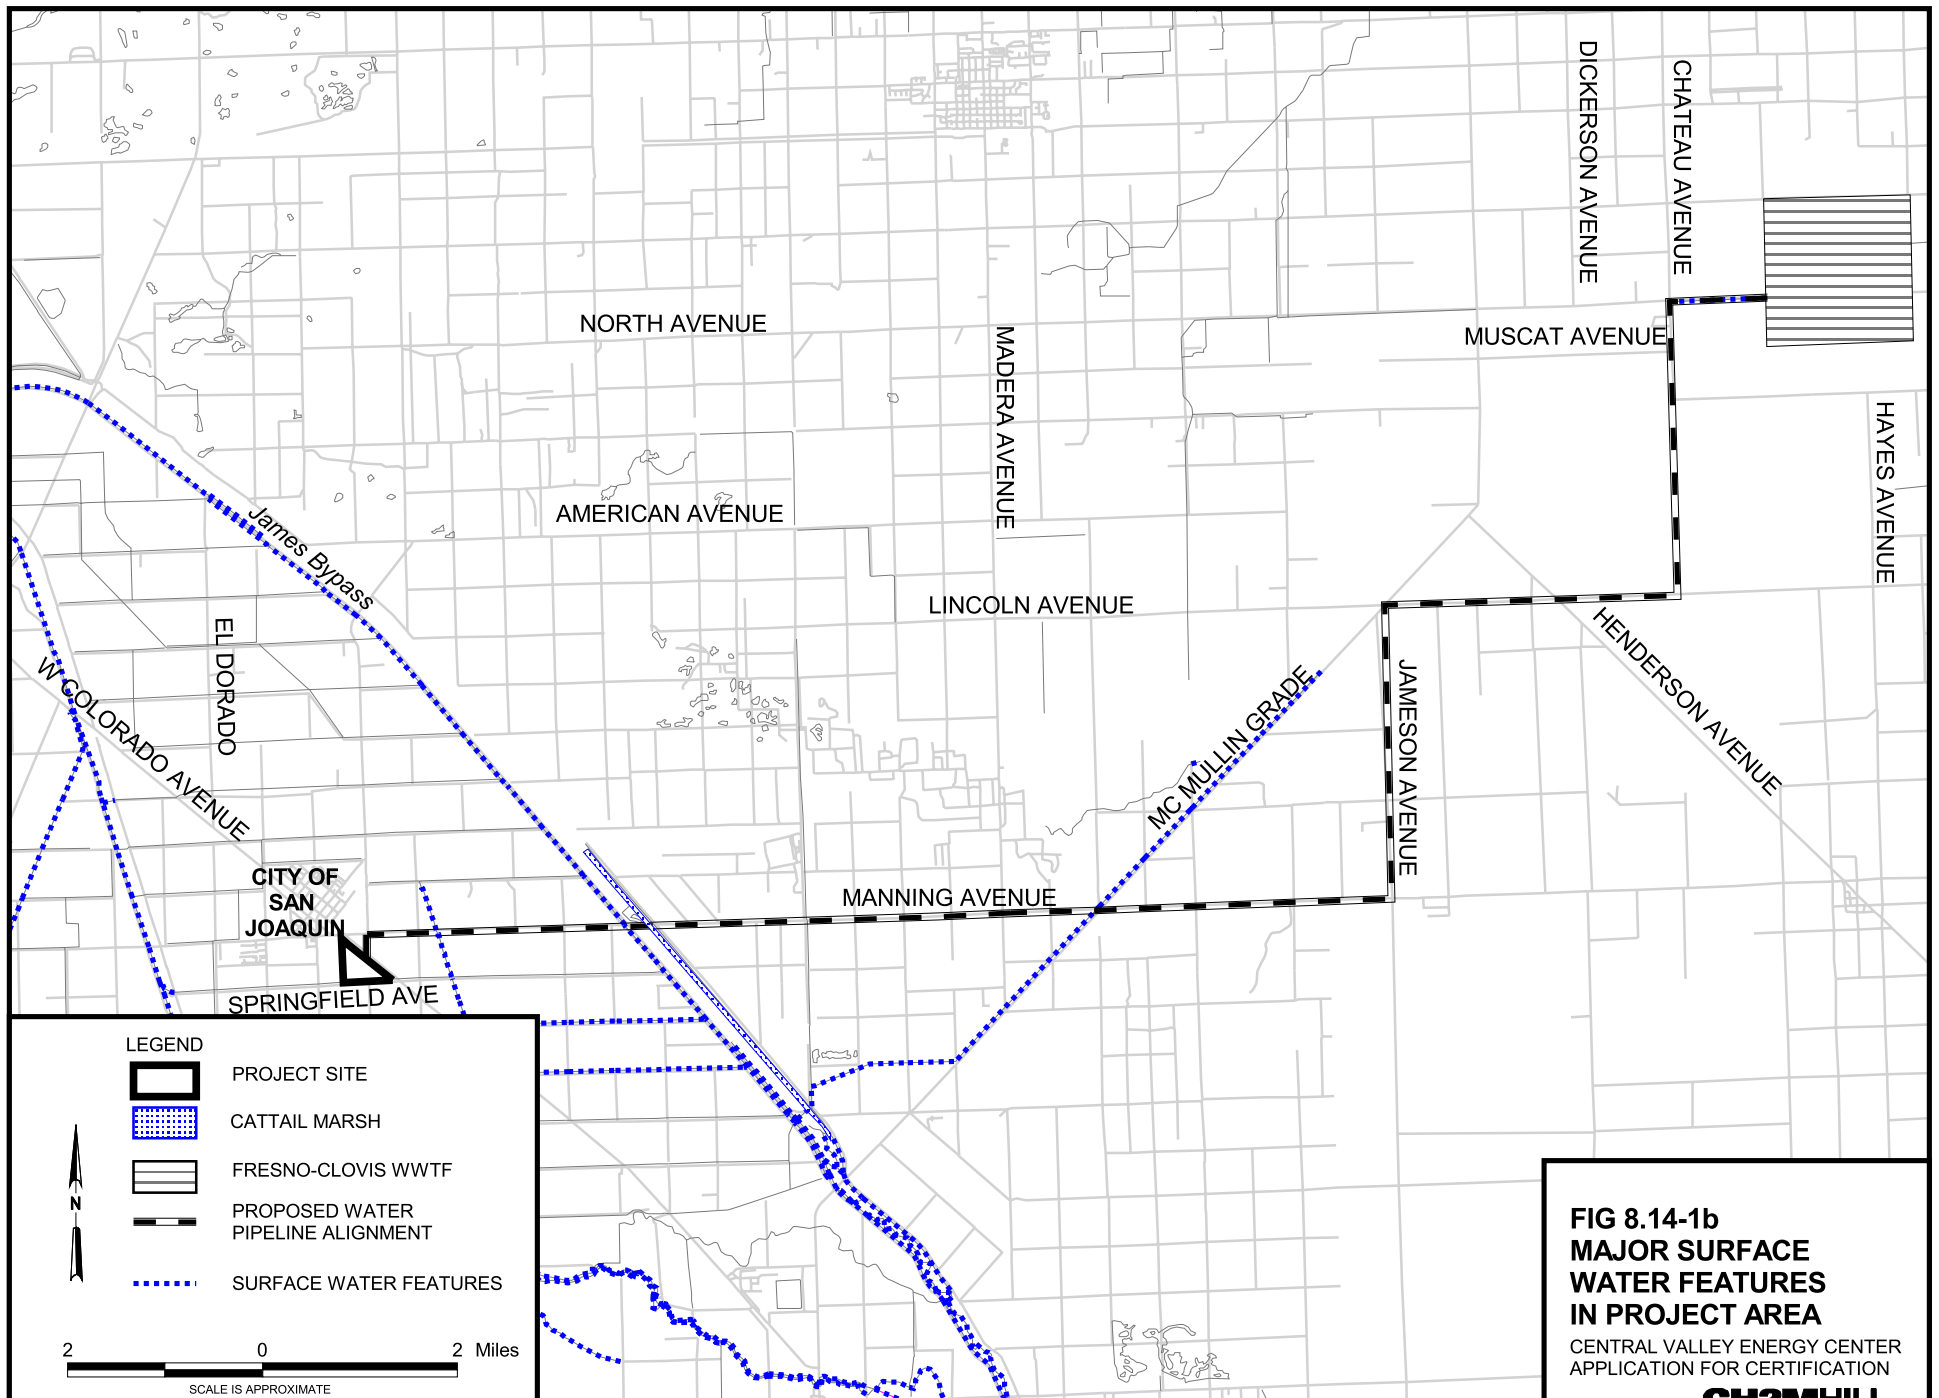 DICKERSON AVENUE
CHATEAU AVENUE
NORTH AVENUE
MADERA AVENUE
MUSCAT AVENUE
HAYES AVENUE
AMERICAN AVENUE
James Bypass
LINCOLN AVENUE
EL DORADO
W COLORADO AVENUE
HENDERSON AVENUE
MC MULLIN GRADE
JAMESON AVENUE
CITY OF
SAN
JOAQUIN
MANNING AVENUE
SPRINGFIELD AVE
LEGEND
PROJECT SITE
CATTAIL MARSH
FRESNO-CLOVIS WWTF
PROPOSED WATER
PIPELINE ALIGNMENT
SURFACE WATER FEATURES
N
2 0 2 Miles
SCALE IS APPROXIMATE
FIG 8.14-1b
MAJOR SURFACE
WATER FEATURES
IN PROJECT AREA
CENTRAL VALLEY ENERGY CENTER
APPLICATION FOR CERTIFICATION
CH2MHILL